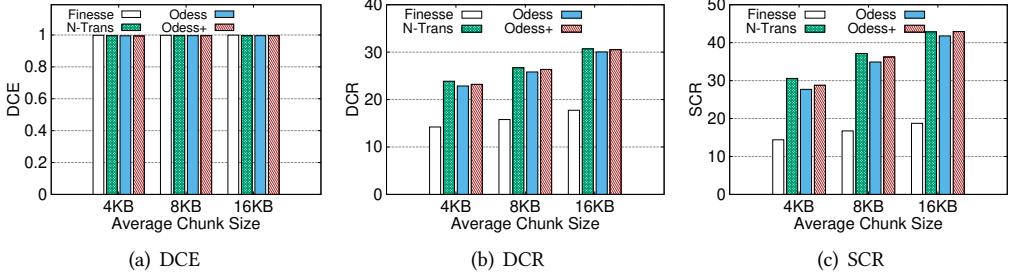 Finesse
N-Trans
Odess
Odess+
DCE
1
0.8
0.6
0.4
0.2
0
4KB 8KB 16KB
Average Chunk Size
(a) DCE
Finesse
N-Trans
Odess
Odess+
DCR
40
30
20
10
0
4KB 8KB 16KB
Average Chunk Size
(b) DCR
Finesse
N-Trans
Odess
Odess+
SCR
50
40
30
20
10
0
4KB 8KB 16KB
Average Chunk Size
(c) SCR